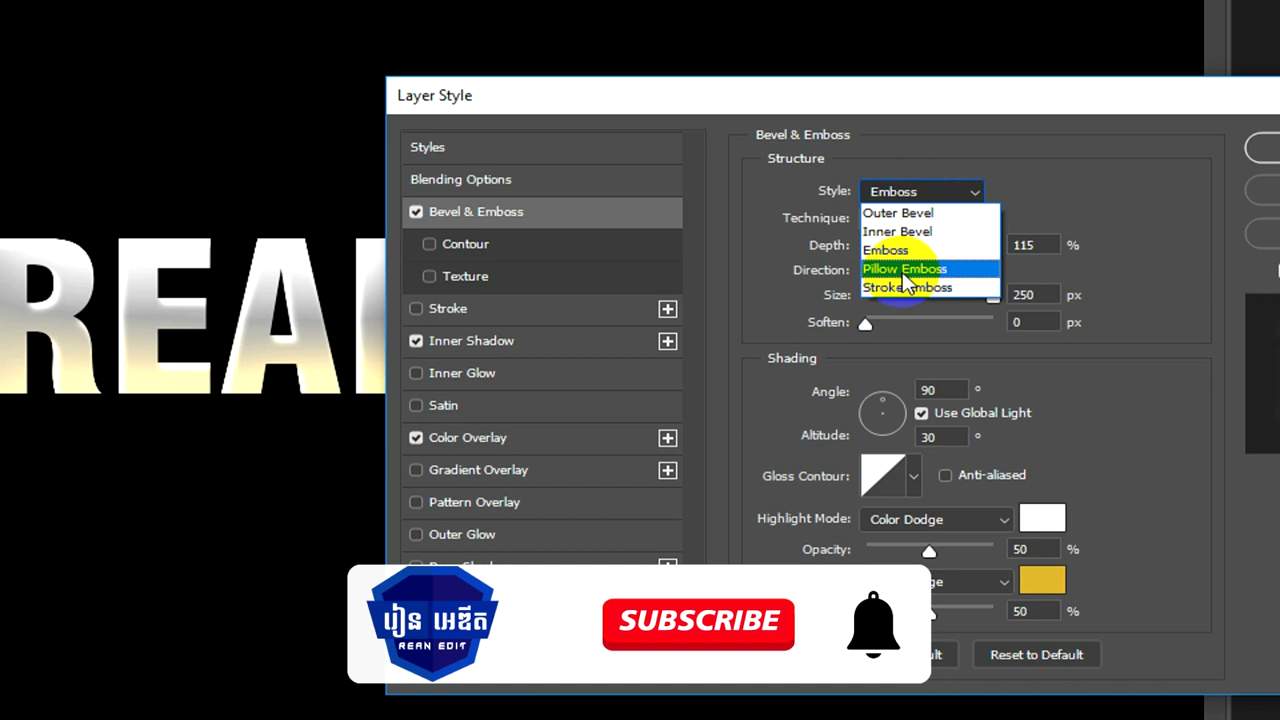 Layer Style
REA
Styles
Blending Options
Bevel & Emboss
Contour
Texture
Stroke
Inner Shadow
Inner Glow
Satin
Color Overlay
Gradient Overlay
Pattern Overlay
Outer Glow
Bevel & Emboss
Structure
Style: Emboss
Outer Bevel
Inner Bevel
Emboss
Pillow Emboss
Stroke Emboss
Technique:
Depth: 115 %
Direction:
Size: 250 px
Soften: 0 px
Shading
Angle: 90 °
Use Global Light
Altitude: 30 °
Gloss Contour: Anti-aliased
Highlight Mode: Color Dodge
Opacity: 50 %
ge
50 %
ult Reset to Default
រៀន អេឌីត
REAN EDIT
SUBSCRIBE